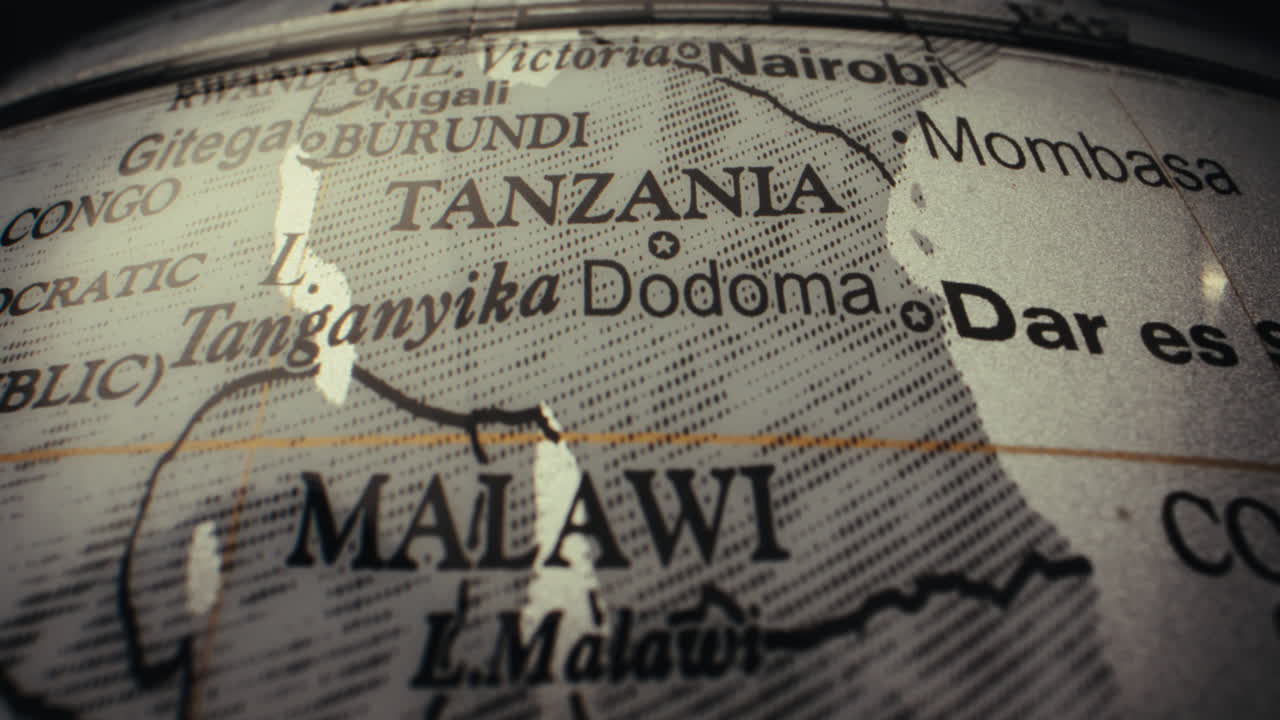 L. Victoria
Nairobi
RWANDA
Kigali
Gitega
BURUNDI
Mombasa
CONGO
TANZANIA
OCRATIC
L.
Tanganyika
Dodoma
Dar es
BLIC)
MALAWI
CO
L.Malawi